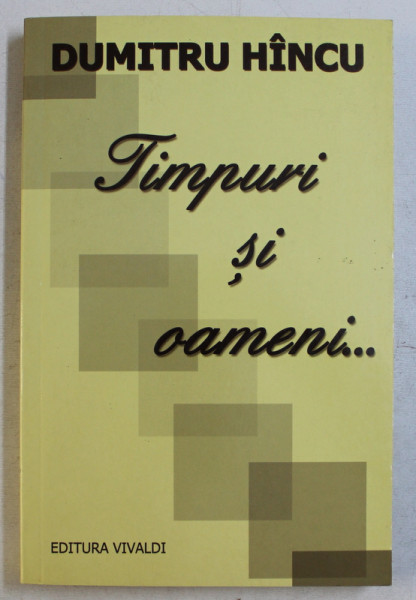 DUMITRU HÎNCU
Timpuri
și
oameni...
EDITURA VIVALDI